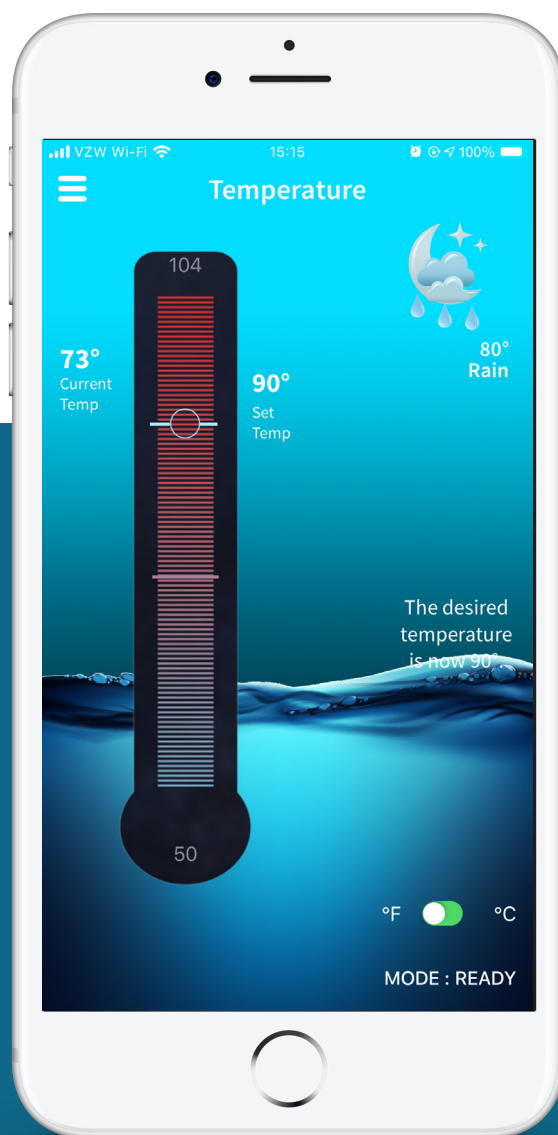 VZW Wi-Fi 15:15 100%
Temperature
104
80°
Rain
73°
Current
Temp
90°
Set
Temp
The desired
temperature
is now 90°.
50
°F °C
MODE : READY